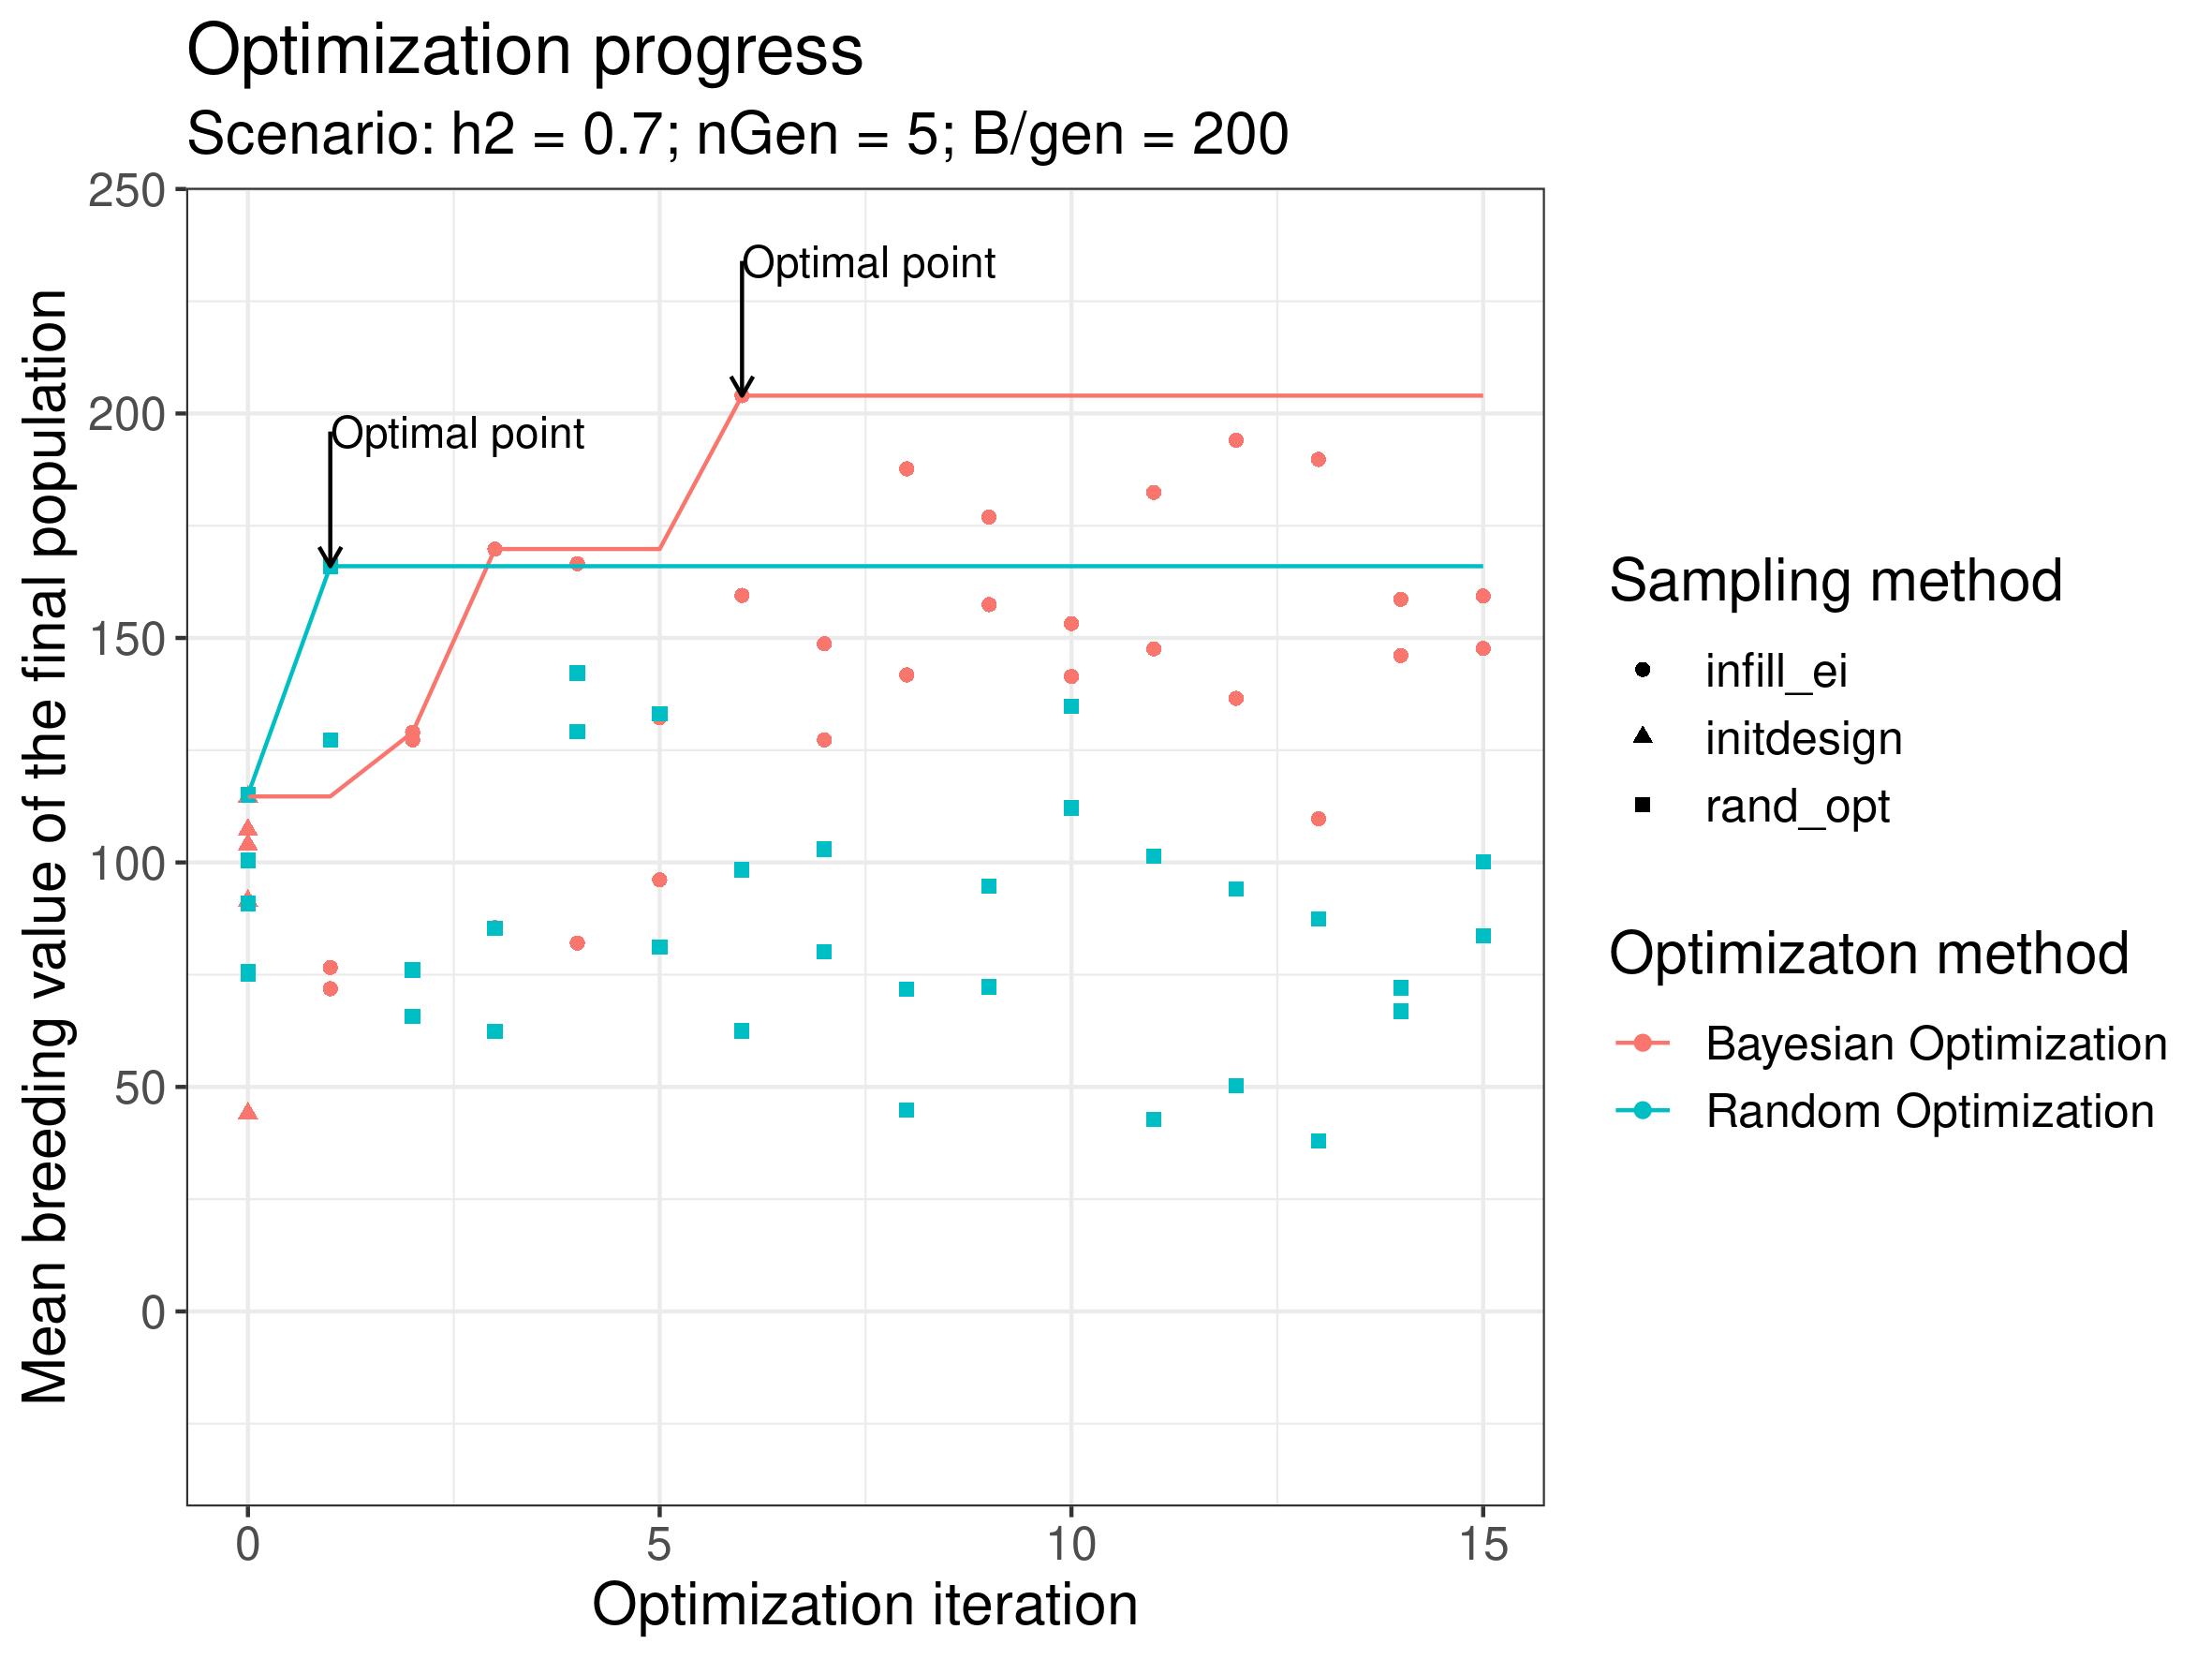 Optimization progress
Scenario: h2 = 0.7; nGen = 5; B/gen = 200
Mean breeding value of the final population
250
200
150
100
50
0
Optimal point
Optimal point
0
5
10
15
Optimization iteration
Sampling method
infill_ei
initdesign
rand_opt
Optimizaton method
Bayesian Optimization
Random Optimization